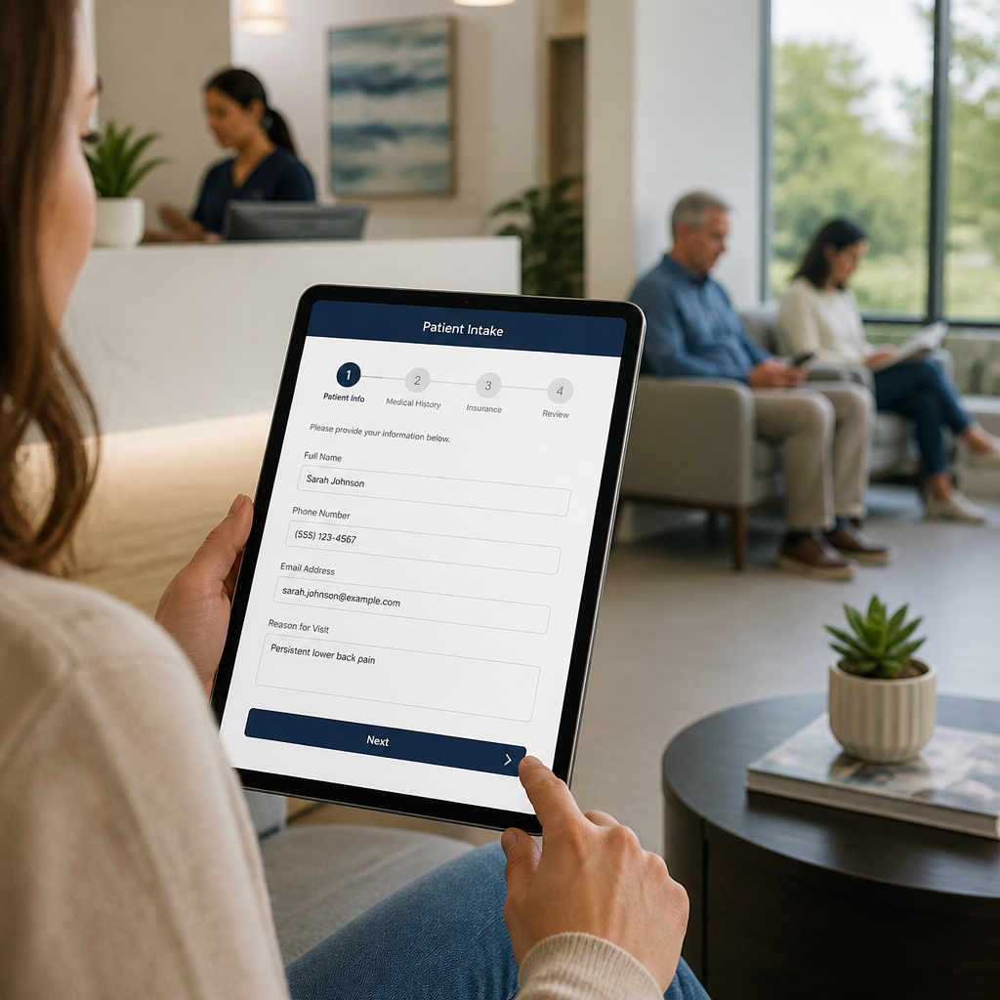 Patient Intake
1 2 3 4
Patient Info Medical History Insurance Review
Please provide your information below.
Full Name
Sarah Johnson
Phone Number
(555) 123-4567
Email Address
sarah.johnson@example.com
Reason for Visit
Persistent lower back pain
Next